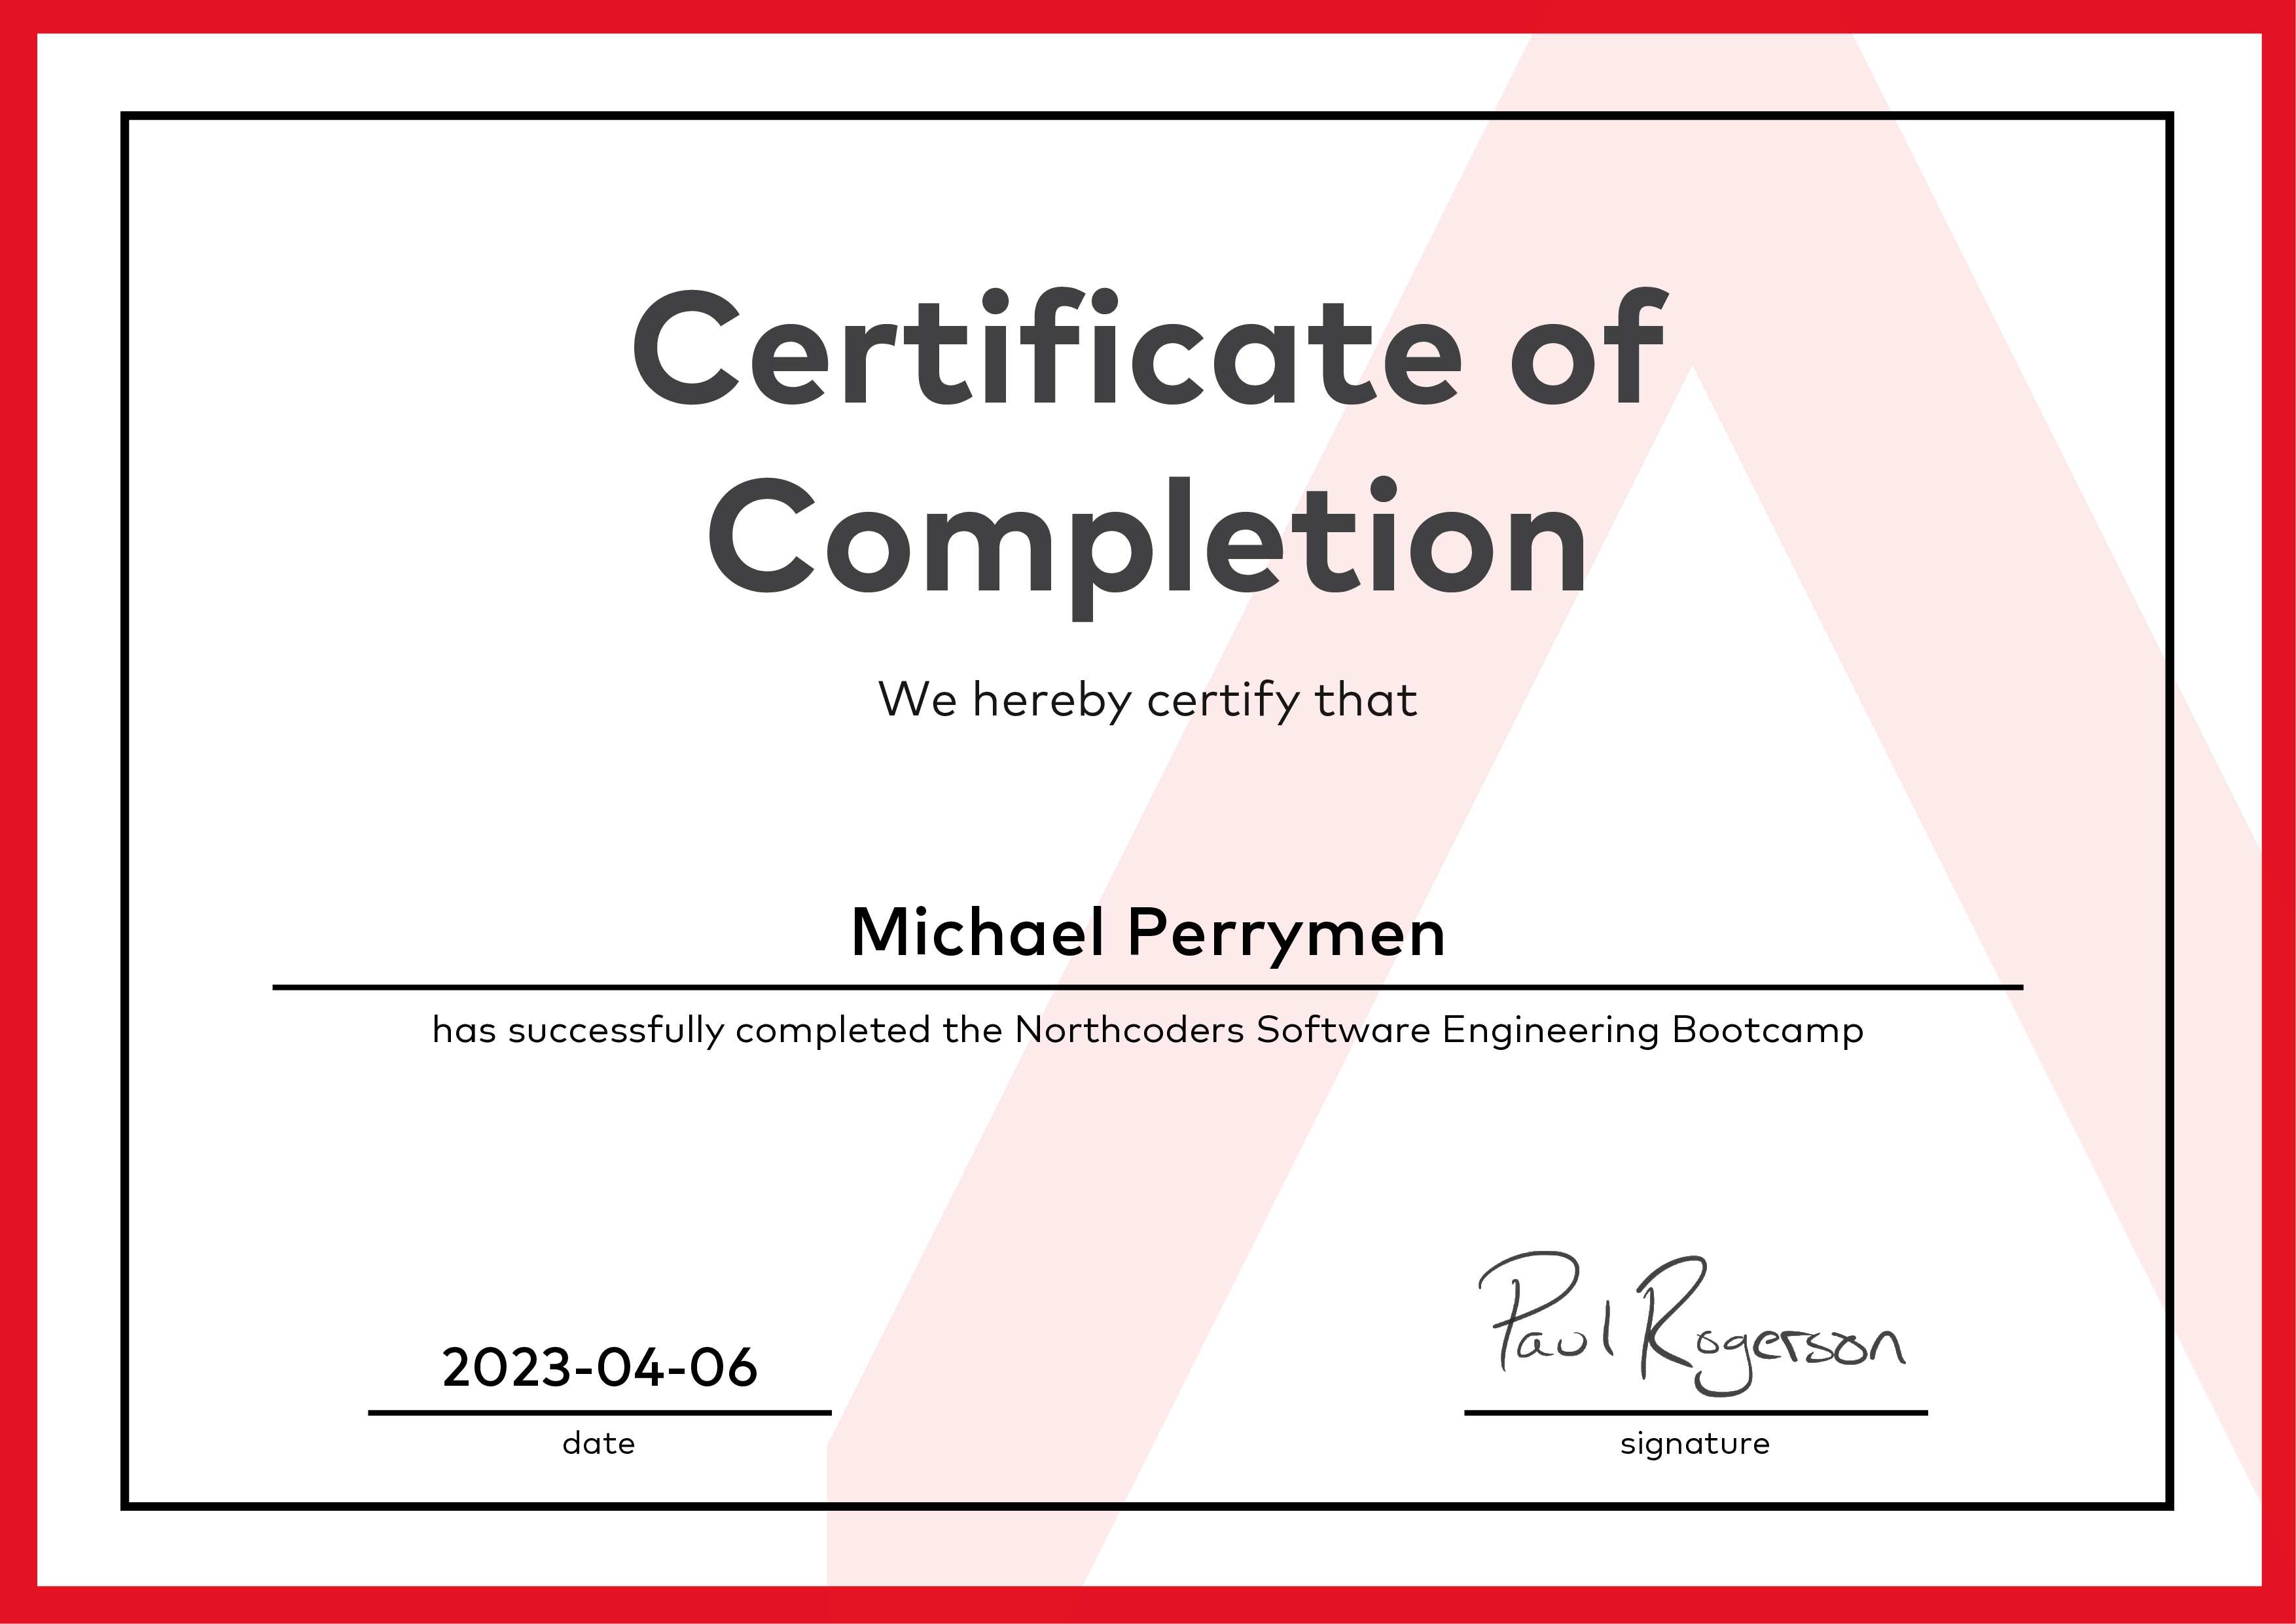 Certificate of
Completion
We hereby certify that
Michael Perrymen
has successfully completed the Northcoders Software Engineering Bootcamp
2023-04-06
date
Paul Rogerson
signature